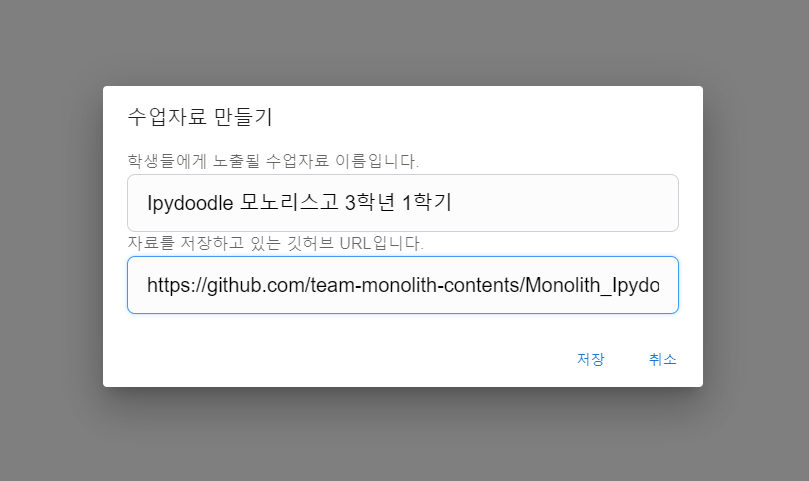 수업자료 만들기
학생들에게 노출될 수업자료 이름입니다.
Ipydoodle 모노리스고 3학년 1학기
자료를 저장하고 있는 깃허브 URL입니다.
https://github.com/team-monolith-contents/Monolith_Ipydo
저장 취소